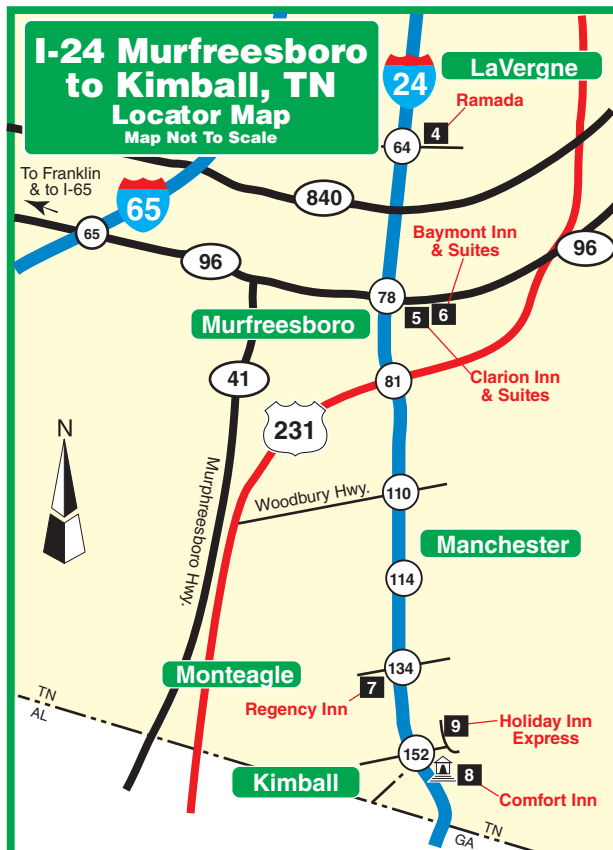 I-24 Murfreesboro
to Kimball, TN
Locator Map
Map Not To Scale
24
LaVergne
Ramada
4
64
To Franklin
& to I-65
65
840
65
96
Baymont Inn
& Suites
96
78
5
6
Murfreesboro
Clarion Inn
& Suites
41
81
231
N
Woodbury Hwy.
110
Murphreesboro Hwy.
Manchester
114
134
Monteagle
7
Regency Inn
TN
AL
9
Holiday Inn
Express
152
8
Kimball
Comfort Inn
TN
GA